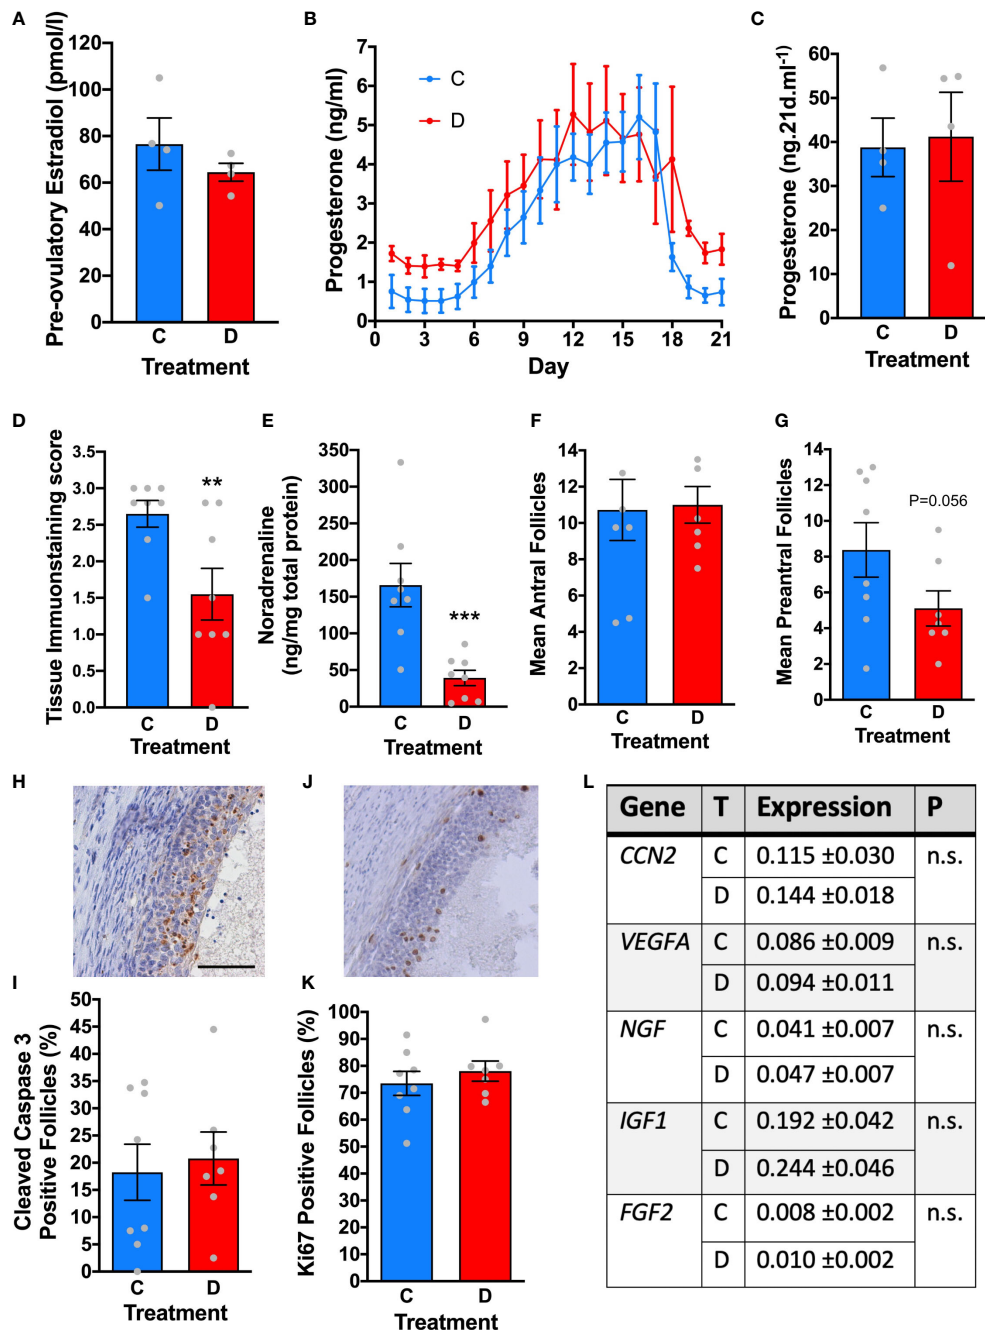 A
Pre-ovulatory Estradiol (pmol/l)
120
100
80
60
40
20
0
C
D
Treatment
B
Progesterone (ng/ml)
7
6
5
4
3
2
1
0
C
D
0
3
6
9
12
15
18
21
Day
C
Progesterone (ng.21d.ml⁻¹)
60
50
40
30
20
10
0
C
D
Treatment
D
Tissue Immuonstaining score
3.5
3.0
2.5
2.0
1.5
1.0
0.5
0.0
**
C
D
Treatment
E
Noradrenaline
(ng/mg total protein)
350
300
250
200
150
100
50
0
***
C
D
Treatment
F
Mean Antral Follicles
14
12
10
8
6
4
2
0
C
D
Treatment
G
Mean Preantral Follicles
14
12
10
8
6
4
2
0
P=0.056
C
D
Treatment
H
J
I
Cleaved Caspase 3
Positive Follicles (%)
50
45
40
35
30
25
20
15
10
5
0
C
D
Treatment
K
Ki67 Positive Follicles (%)
100
90
80
70
60
50
40
30
20
10
0
C
D
Treatment
L
Gene T Expression P
CCN2 C 0.115 ±0.030 n.s.
D 0.144 ±0.018
VEGFA C 0.086 ±0.009 n.s.
D 0.094 ±0.011
NGF C 0.041 ±0.007 n.s.
D 0.047 ±0.007
IGF1 C 0.192 ±0.042 n.s.
D 0.244 ±0.046
FGF2 C 0.008 ±0.002 n.s.
D 0.010 ±0.002